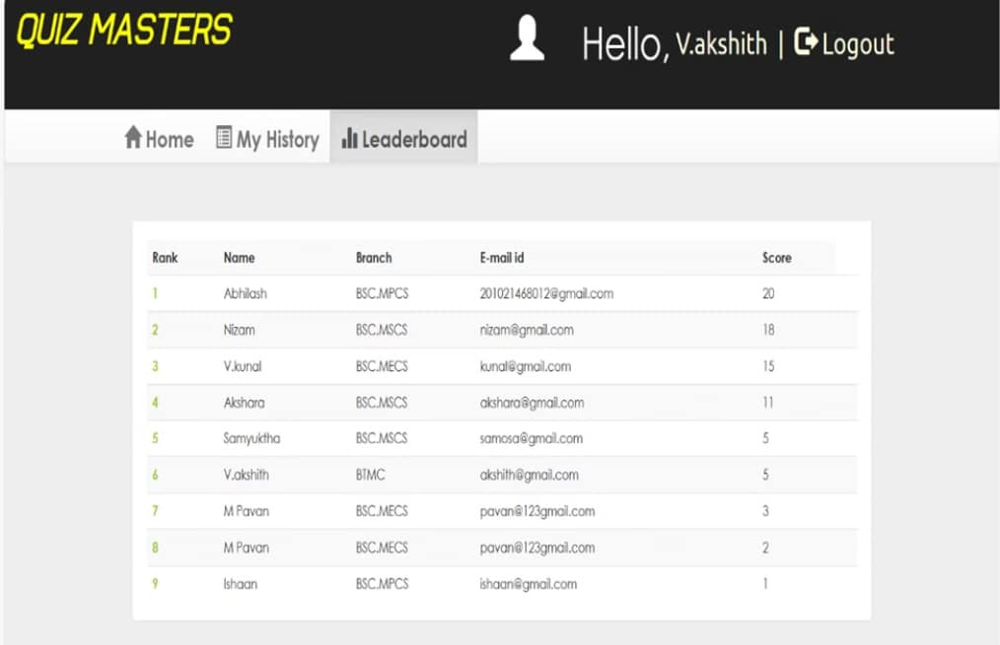 QUIZ MASTERS
Hello, V.akshith | Logout
Home My History Leaderboard
Rank Name Branch E-mail id Score
1 Abhilash BSC.MPCS 201021468012@gmail.com 20
2 Nizam BSC.MSCS nizam@gmail.com 18
3 V.kunal BSC.MECS kunal@gmail.com 15
4 Akshara BSC.MSCS akshara@gmail.com 11
5 Samyuktha BSC.MSCS samosa@gmail.com 5
6 V.akshith BTMC akshith@gmail.com 5
7 M Pavan BSC.MECS pavan@123gmail.com 3
8 M Pavan BSC.MECS pavan@123gmail.com 2
9 Ishaan BSC.MPCS ishaan@gmail.com 1